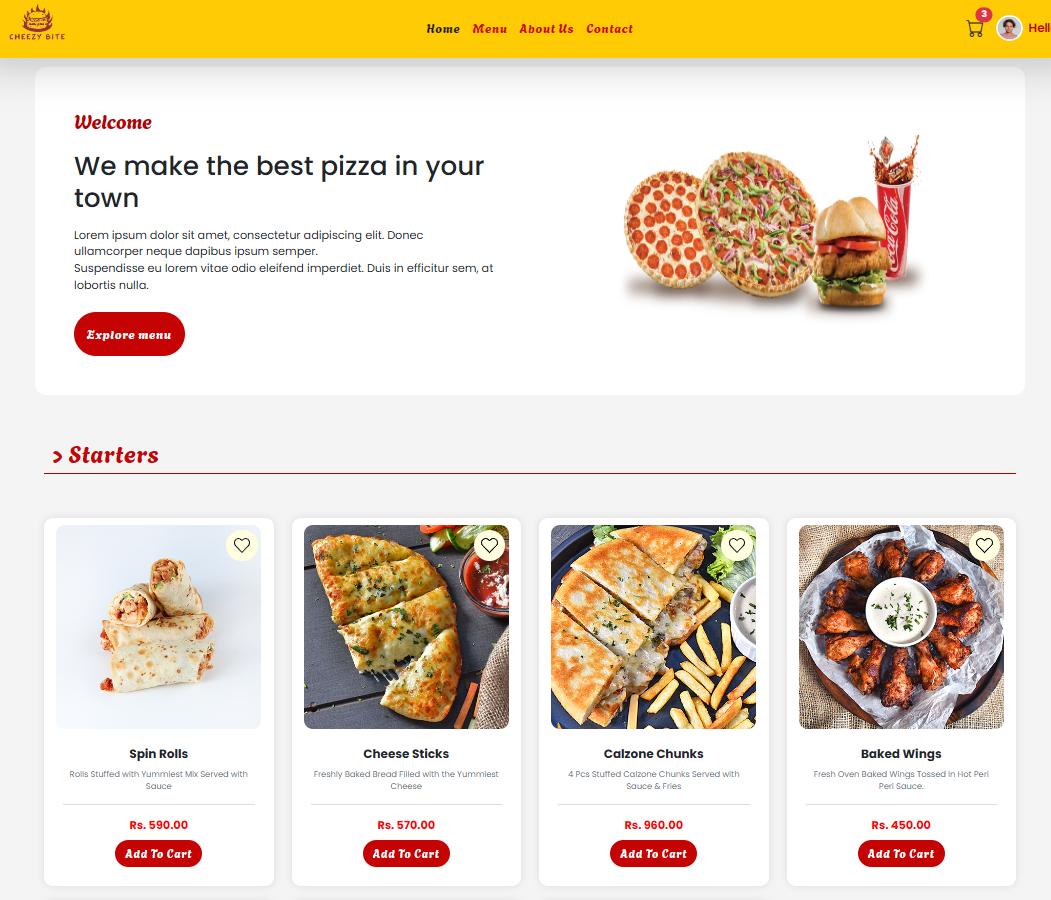 CHEEZY BITE
Home Menu About Us Contact
3
Hell
Welcome
We make the best pizza in your
town
Lorem ipsum dolor sit amet, consectetur adipiscing elit. Donec
ullamcorper neque dapibus ipsum semper.
Suspendisse eu lorem vitae odio eleifend imperdiet. Duis in efficitur sem, at
lobortis nulla.
Explore menu
Coca-Cola
> Starters
Spin Rolls
Rolls Stuffed with Yummiest Mix Served with
Sauce
Rs. 590.00
Add To Cart
Cheese Sticks
Freshly Baked Bread Filled with the Yummiest
Cheese
Rs. 570.00
Add To Cart
Calzone Chunks
4 Pcs Stuffed Calzone Chunks Served with
Sauce & Fries
Rs. 960.00
Add To Cart
Baked Wings
Fresh Oven Baked Wings Tossed In Hot Peri
Peri Sauce.
Rs. 450.00
Add To Cart